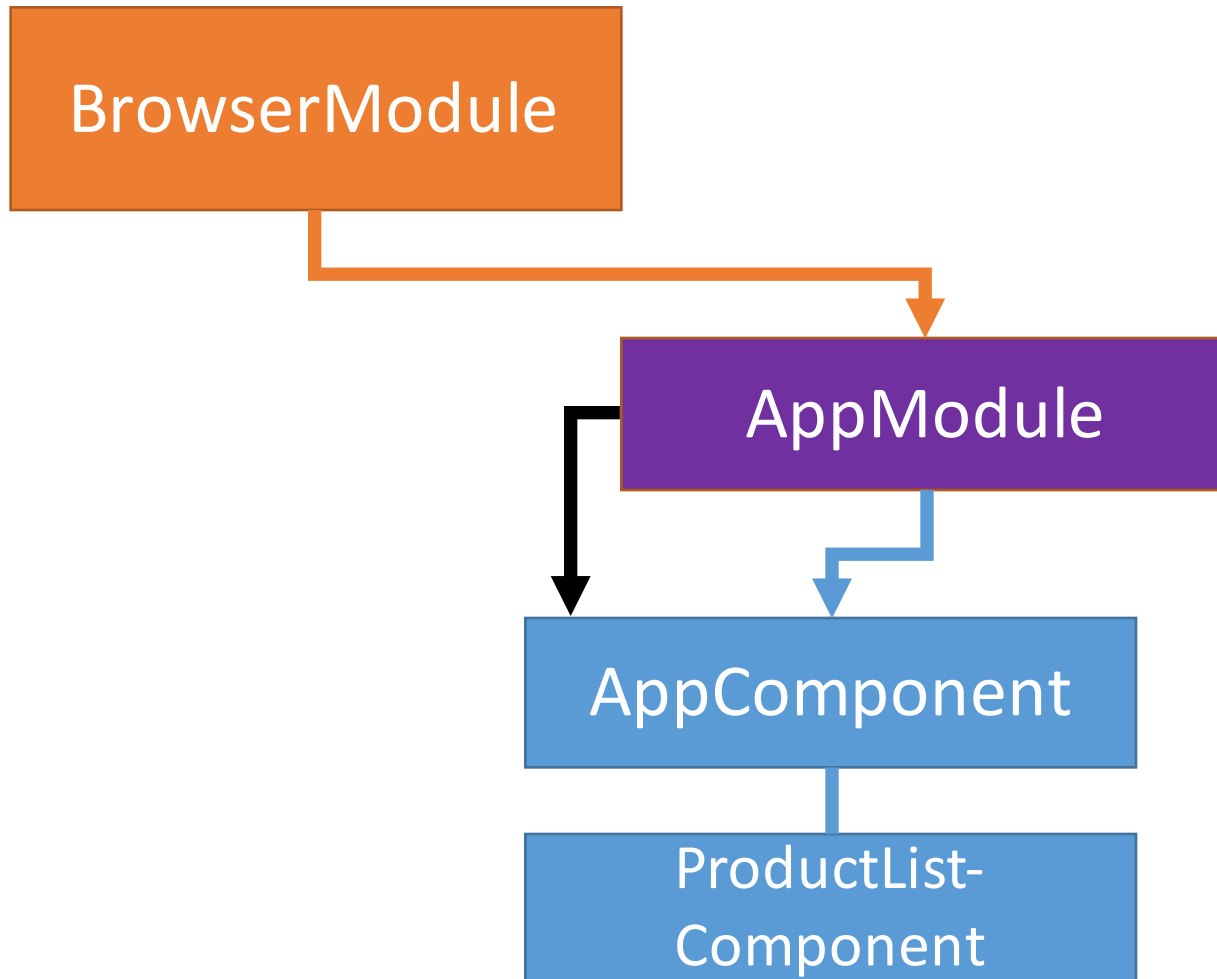 BrowserModule
AppModule
AppComponent
ProductList-
Component